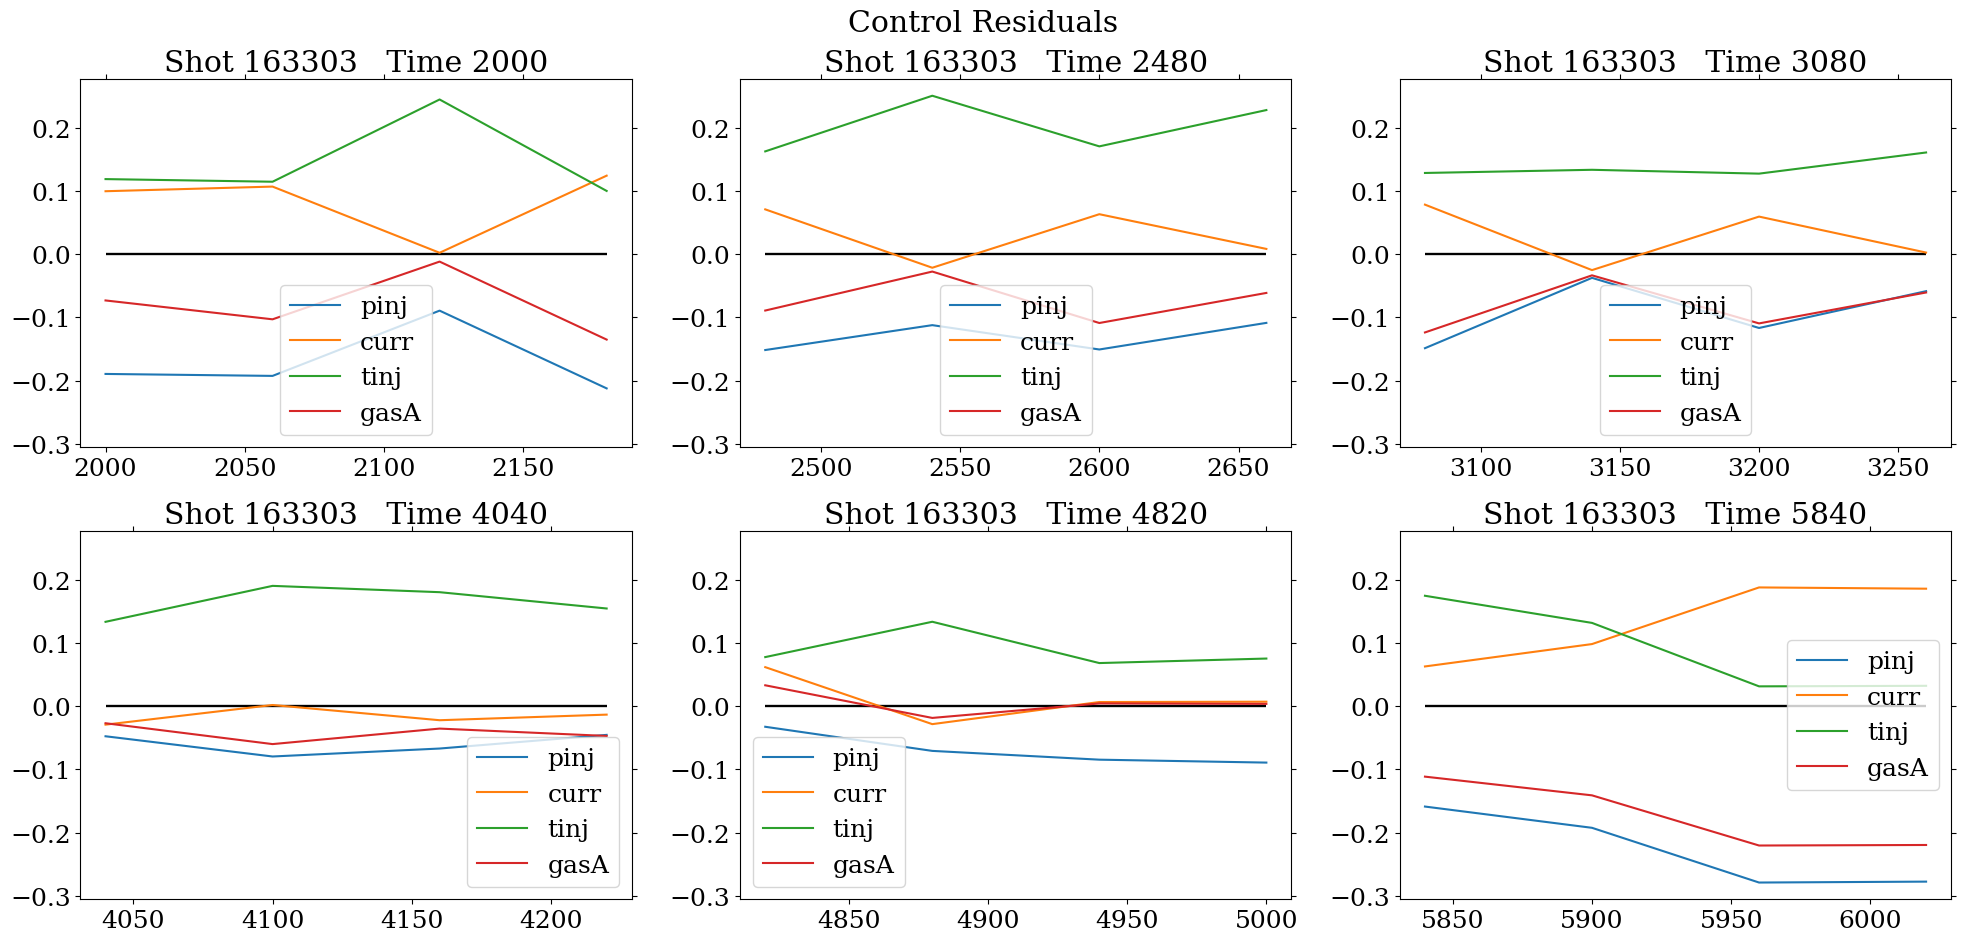 Control Residuals
Shot 163303 Time 2000
Shot 163303 Time 2480
Shot 163303 Time 3080
0.2
0.1
0.0
−0.1
−0.2
−0.3
pinj
curr
tinj
gasA
2000 2050 2100 2150
0.2
0.1
0.0
−0.1
−0.2
−0.3
pinj
curr
tinj
gasA
2500 2550 2600 2650
0.2
0.1
0.0
−0.1
−0.2
−0.3
pinj
curr
tinj
gasA
3100 3150 3200 3250
Shot 163303 Time 4040
Shot 163303 Time 4820
Shot 163303 Time 5840
0.2
0.1
0.0
−0.1
−0.2
−0.3
pinj
curr
tinj
gasA
4050 4100 4150 4200
0.2
0.1
0.0
−0.1
−0.2
−0.3
pinj
curr
tinj
gasA
4850 4900 4950 5000
0.2
0.1
0.0
−0.1
−0.2
−0.3
pinj
curr
tinj
gasA
5850 5900 5950 6000